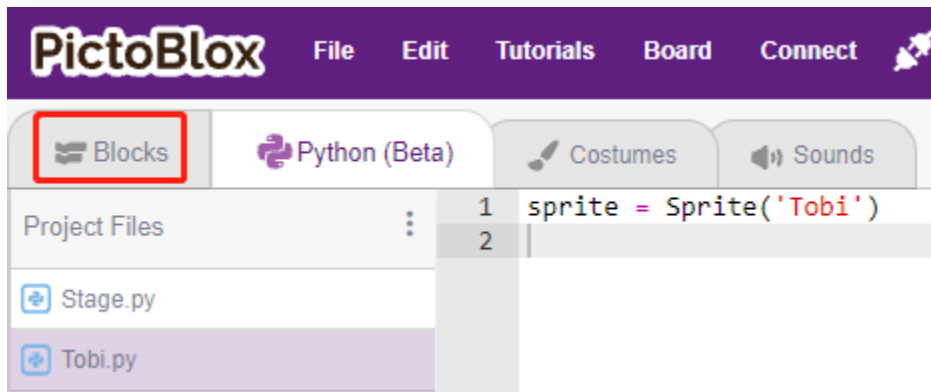 PictoBlox File Edit Tutorials Board Connect
Blocks Python (Beta) Costumes Sounds
Project Files
1 sprite = Sprite('Tobi')
2
Stage.py
Tobi.py